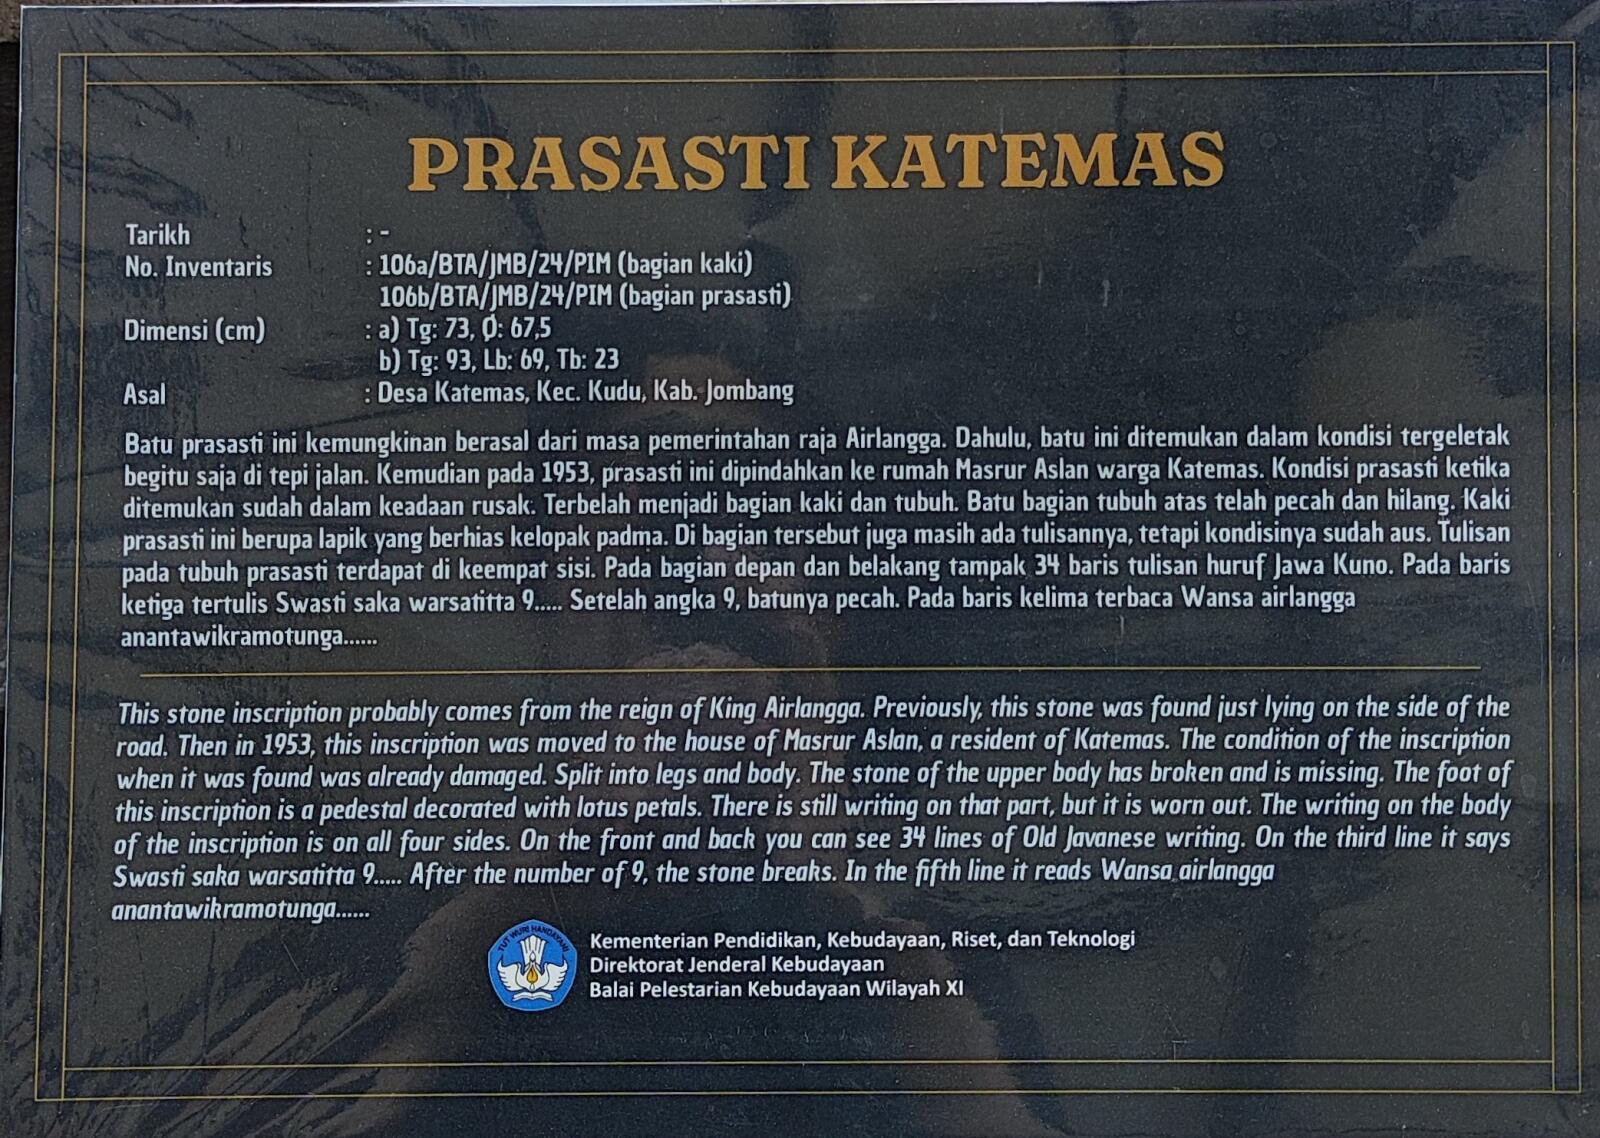 PRASASTI KATEMAS
Tarikh : -
No. Inventaris : 106a/BTA/JMB/24/PIM (bagian kaki)
106b/BTA/JMB/24/PIM (bagian prasasti)
Dimensi (cm) : a) Tg: 73, Ø: 67,5
b) Tg: 93, Lb: 69, Tb: 23
Asal : Desa Katemas, Kec. Kudu, Kab. Jombang
Batu prasasti ini kemungkinan berasal dari masa pemerintahan raja Airlangga. Dahulu, batu ini ditemukan dalam kondisi tergeletak
begitu saja di tepi jalan. Kemudian pada 1953, prasasti ini dipindahkan ke rumah Masrur Aslan warga Katemas. Kondisi prasasti ketika
ditemukan sudah dalam keadaan rusak. Terbelah menjadi bagian kaki dan tubuh. Batu bagian tubuh atas telah pecah dan hilang. Kaki
prasasti ini berupa lapik yang berhias kelopak padma. Di bagian tersebut juga masih ada tulisannya, tetapi kondisinya sudah aus. Tulisan
pada tubuh prasasti terdapat di keempat sisi. Pada bagian depan dan belakang tampak 34 baris tulisan huruf Jawa Kuno. Pada baris
ketiga tertulis Swasti saka warsatitta 9..... Setelah angka 9, batunya pecah. Pada baris kelima terbaca Wansa airlangga
anantawikramotunga......
This stone inscription probably comes from the reign of King Airlangga. Previously, this stone was found just lying on the side of the
road. Then in 1953, this inscription was moved to the house of Masrur Aslan, a resident of Katemas. The condition of the inscription
when it was found was already damaged. Split into legs and body. The stone of the upper body has broken and is missing. The foot of
this inscription is a pedestal decorated with lotus petals. There is still writing on that part, but it is worn out. The writing on the body
of the inscription is on all four sides. On the front and back you can see 34 lines of Old Javanese writing. On the third line it says
Swasti saka warsatitta 9..... After the number of 9, the stone breaks. In the fifth line it reads Wansa airlangga
anantawikramotunga......
TUT WURI HANDAYANI
Kementerian Pendidikan, Kebudayaan, Riset, dan Teknologi
Direktorat Jenderal Kebudayaan
Balai Pelestarian Kebudayaan Wilayah XI